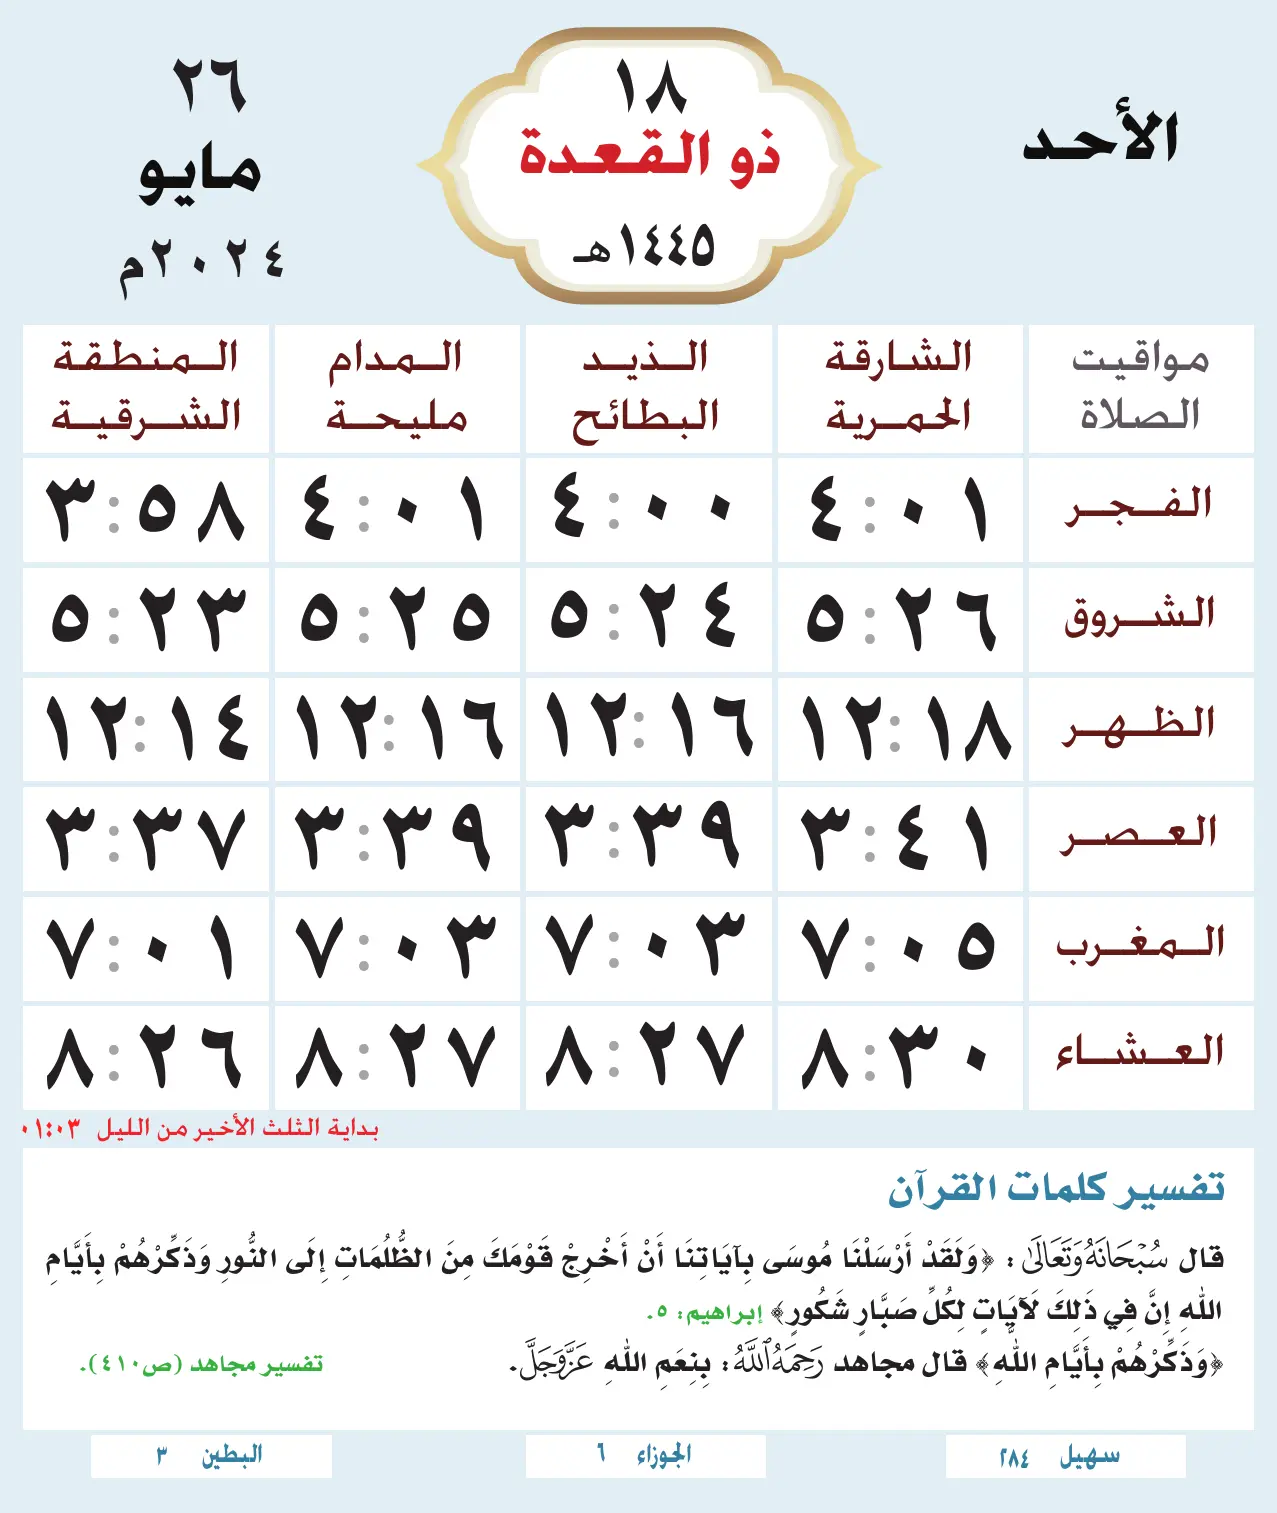 الأحد
١٨
ذو القعدة
١٤٤٥هـ
٢٦
مايو
٢٠٢٤م
مواقيت الصلاة | الشارقة الحمرية | الذيد البطائح | المدام مليحة | المنطقة الشرقية
الفجر ٤:٠١ ٤:٠٠ ٤:٠١ ٣:٥٨
الشروق ٥:٢٦ ٥:٢٤ ٥:٢٥ ٥:٢٣
الظهر ١٢:١٨ ١٢:١٦ ١٢:١٦ ١٢:١٤
العصر ٣:٤١ ٣:٣٩ ٣:٣٩ ٣:٣٧
المغرب ٧:٠٥ ٧:٠٣ ٧:٠٣ ٧:٠١
العشاء ٨:٣٠ ٨:٢٧ ٨:٢٧ ٨:٢٦
بداية الثلث الأخير من الليل ٠١:٠٣
تفسير كلمات القرآن
قال سُبْحَانَهُ وَتَعَالَىٰ: ﴿وَلَقَدْ أَرْسَلْنَا مُوسَى بِآيَاتِنَا أَنْ أَخْرِجْ قَوْمَكَ مِنَ الظُّلُمَاتِ إِلَى النُّورِ وَذَكِّرْهُمْ بِأَيَّامِ
اللهِ إِنَّ فِي ذَلِكَ لَآيَاتٍ لِكُلِّ صَبَّارٍ شَكُورٍ﴾ إبراهيم: ٥.
﴿وَذَكِّرْهُمْ بِأَيَّامِ اللهِ﴾ قال مجاهد رَحِمَهُ ٱللَّهُ: بِنِعَمِ اللهِ عَزَّ وَجَلَّ. تفسير مجاهد (ص٤١٠).
سهيل ٢٨٤
الجوزاء ٦
البطين ٣